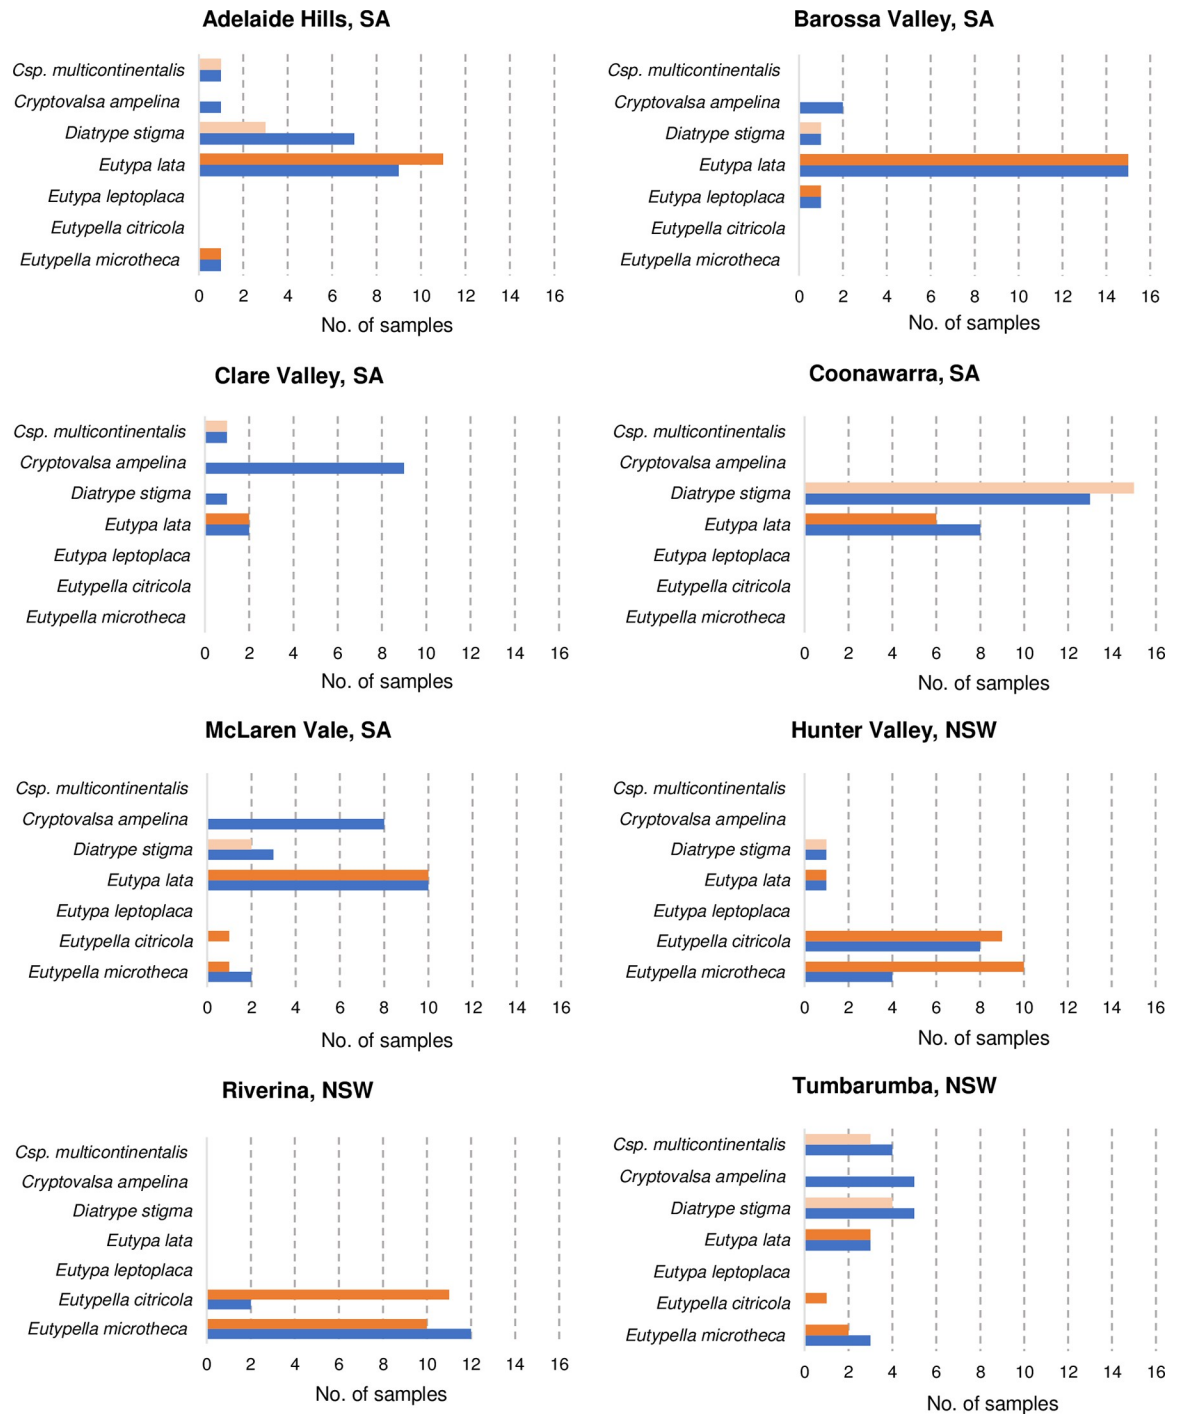 Adelaide Hills, SA
Csp. multicontinentalis
Cryptovalsa ampelina
Diatrype stigma
Eutypa lata
Eutypa leptoplaca
Eutypella citricola
Eutypella microtheca
0 2 4 6 8 10 12 14 16
No. of samples
Barossa Valley, SA
Csp. multicontinentalis
Cryptovalsa ampelina
Diatrype stigma
Eutypa lata
Eutypa leptoplaca
Eutypella citricola
Eutypella microtheca
0 2 4 6 8 10 12 14 16
No. of samples
Clare Valley, SA
Csp. multicontinentalis
Cryptovalsa ampelina
Diatrype stigma
Eutypa lata
Eutypa leptoplaca
Eutypella citricola
Eutypella microtheca
0 2 4 6 8 10 12 14 16
No. of samples
Coonawarra, SA
Csp. multicontinentalis
Cryptovalsa ampelina
Diatrype stigma
Eutypa lata
Eutypa leptoplaca
Eutypella citricola
Eutypella microtheca
0 2 4 6 8 10 12 14 16
No. of samples
McLaren Vale, SA
Csp. multicontinentalis
Cryptovalsa ampelina
Diatrype stigma
Eutypa lata
Eutypa leptoplaca
Eutypella citricola
Eutypella microtheca
0 2 4 6 8 10 12 14 16
No. of samples
Hunter Valley, NSW
Csp. multicontinentalis
Cryptovalsa ampelina
Diatrype stigma
Eutypa lata
Eutypa leptoplaca
Eutypella citricola
Eutypella microtheca
0 2 4 6 8 10 12 14 16
No. of samples
Riverina, NSW
Csp. multicontinentalis
Cryptovalsa ampelina
Diatrype stigma
Eutypa lata
Eutypa leptoplaca
Eutypella citricola
Eutypella microtheca
0 2 4 6 8 10 12 14 16
No. of samples
Tumbarumba, NSW
Csp. multicontinentalis
Cryptovalsa ampelina
Diatrype stigma
Eutypa lata
Eutypa leptoplaca
Eutypella citricola
Eutypella microtheca
0 2 4 6 8 10 12 14 16
No. of samples